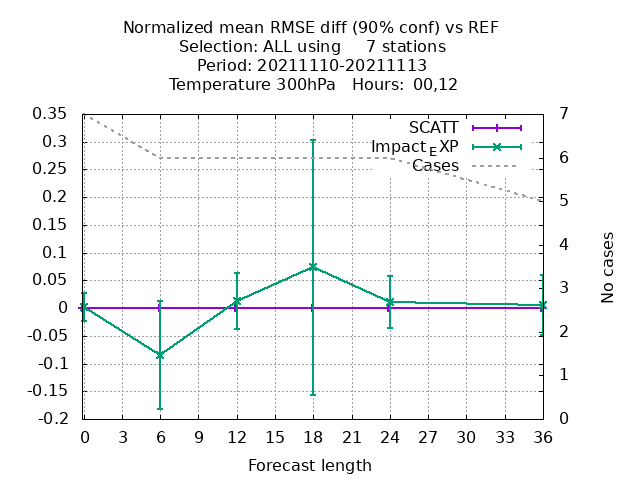 Normalized mean RMSE diff (90% conf) vs REF
Selection: ALL using     7 stations
Period: 20211110-20211113
Temperature 300hPa   Hours:  00,12
0.35
0.3
0.25
0.2
0.15
0.1
0.05
0
-0.05
-0.1
-0.15
-0.2
SCATT
Impact_EXP
Cases
7
6
5
4
3
2
1
0
No cases
0 3 6 9 12 15 18 21 24 27 30 33 36
Forecast length